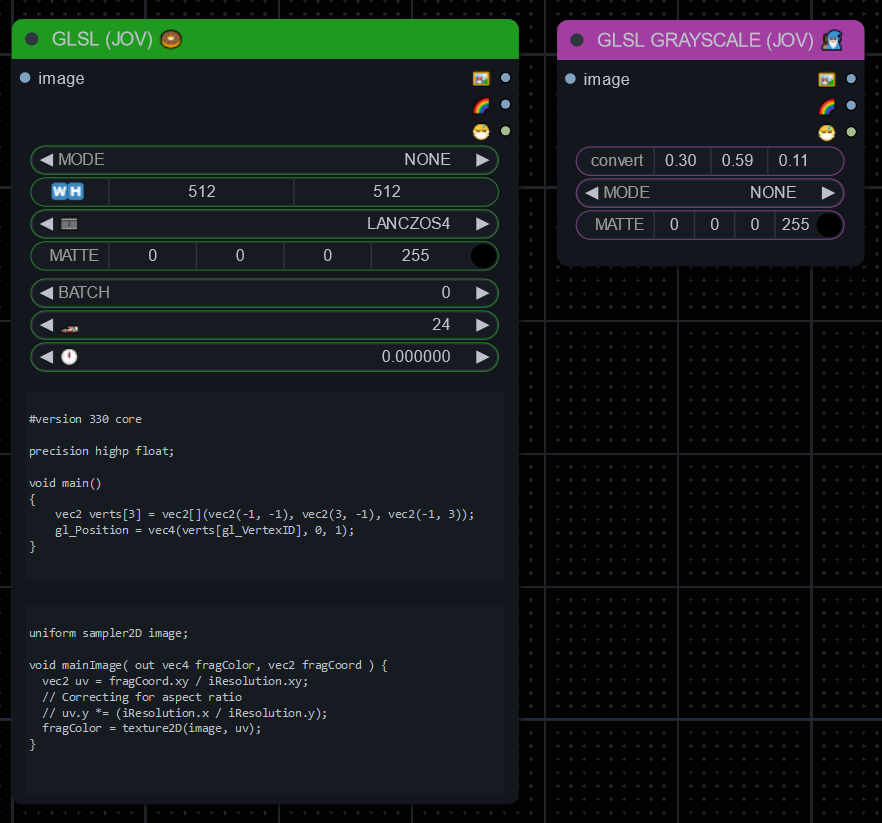 GLSL (JOV)
image
MODE NONE
WH 512 512
LANCZOS4
MATTE 0 0 0 255
BATCH 0
24
0.000000
#version 330 core
precision highp float;
void main()
{
    vec2 verts[3] = vec2[](vec2(-1, -1), vec2(3, -1), vec2(-1, 3));
    gl_Position = vec4(verts[gl_VertexID], 0, 1);
}
uniform sampler2D image;
void mainImage( out vec4 fragColor, vec2 fragCoord ) {
  vec2 uv = fragCoord.xy / iResolution.xy;
  // Correcting for aspect ratio
  // uv.y *= (iResolution.x / iResolution.y);
  fragColor = texture2D(image, uv);
}
GLSL GRAYSCALE (JOV)
image
convert 0.30 0.59 0.11
MODE NONE
MATTE 0 0 0 255